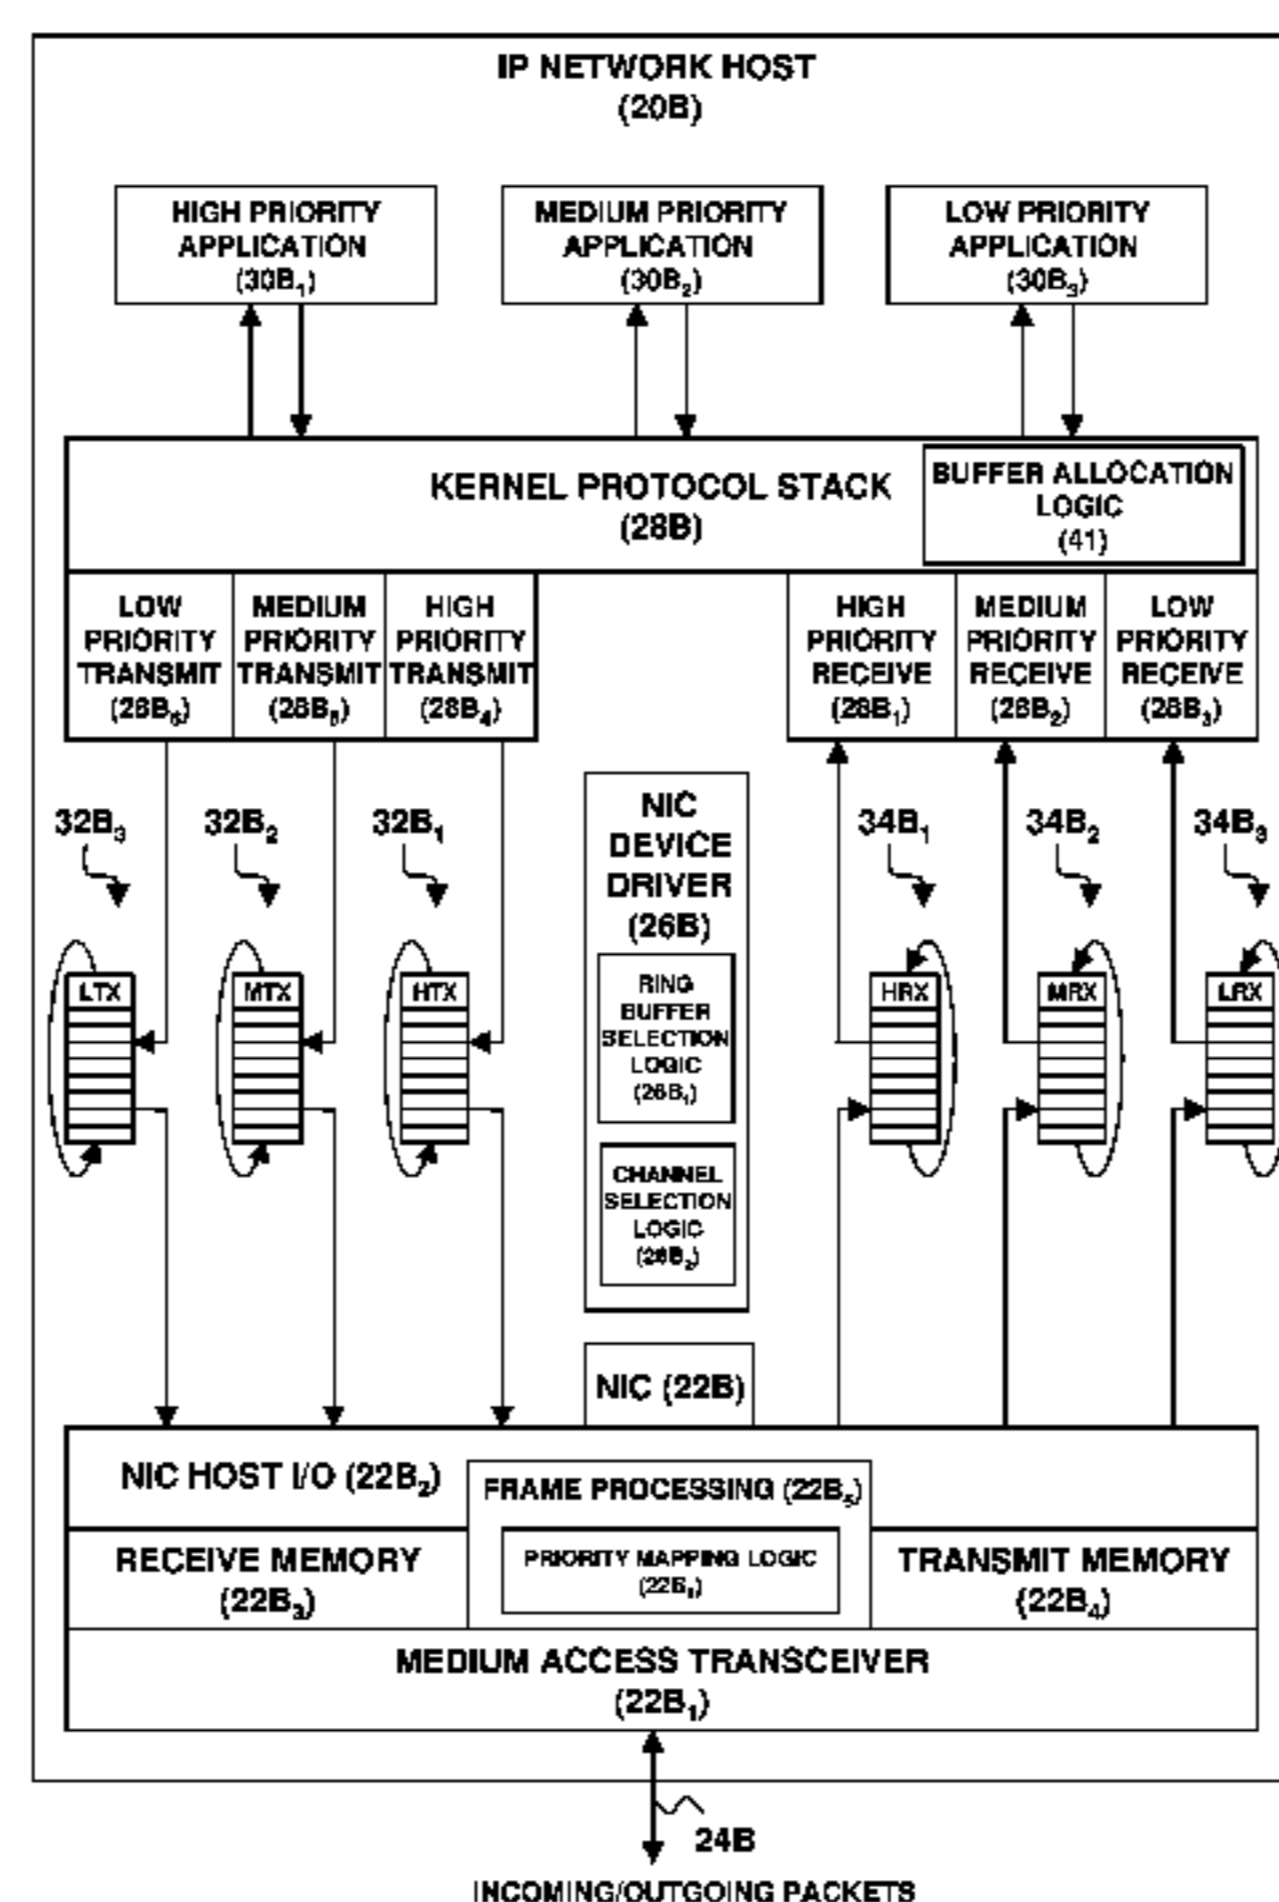 IP NETWORK HOST
(20B)
HIGH PRIORITY
APPLICATION
(30B₁)
MEDIUM PRIORITY
APPLICATION
(30B₂)
LOW PRIORITY
APPLICATION
(30B₃)
KERNEL PROTOCOL STACK
(28B)
BUFFER ALLOCATION
LOGIC
(41)
LOW
PRIORITY
TRANSMIT
(28B₆)
MEDIUM
PRIORITY
TRANSMIT
(28B₅)
HIGH
PRIORITY
TRANSMIT
(28B₄)
HIGH
PRIORITY
RECEIVE
(28B₁)
MEDIUM
PRIORITY
RECEIVE
(28B₂)
LOW
PRIORITY
RECEIVE
(28B₃)
32B₃
32B₂
32B₁
NIC
DEVICE
DRIVER
(26B)
34B₁
34B₂
34B₃
LTX
MTX
HTX
RING
BUFFER
SELECTION
LOGIC
(26B₁)
HRX
MRX
LRX
CHANNEL
SELECTION
LOGIC
(26B₂)
NIC (22B)
NIC HOST I/O (22B₂)
FRAME PROCESSING (22B₅)
RECEIVE MEMORY
(22B₃)
PRIORITY MAPPING LOGIC
TRANSMIT MEMORY
(22B₄)
MEDIUM ACCESS TRANSCEIVER
(22B₁)
24B
INCOMING/OUTGOING PACKETS